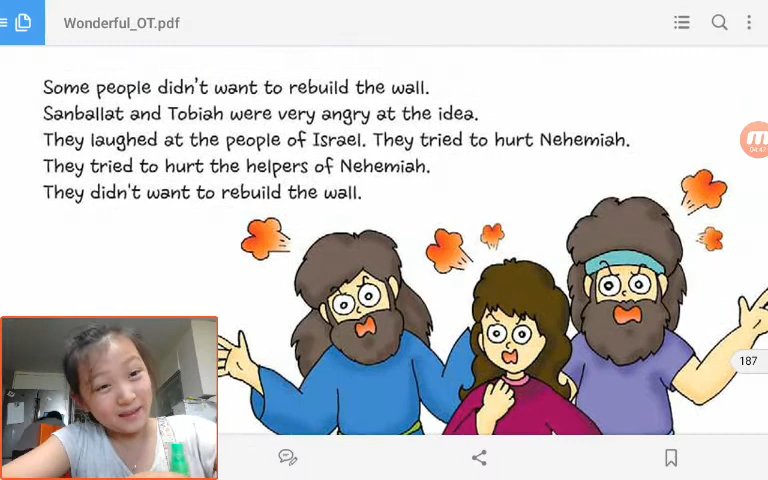 Wonderful_OT.pdf
Some people didn't want to rebuild the wall.
Sanballat and Tobiah were very angry at the idea.
They laughed at the people of Israel. They tried to hurt Nehemiah.
They tried to hurt the helpers of Nehemiah.
They didn't want to rebuild the wall.
04:47
187